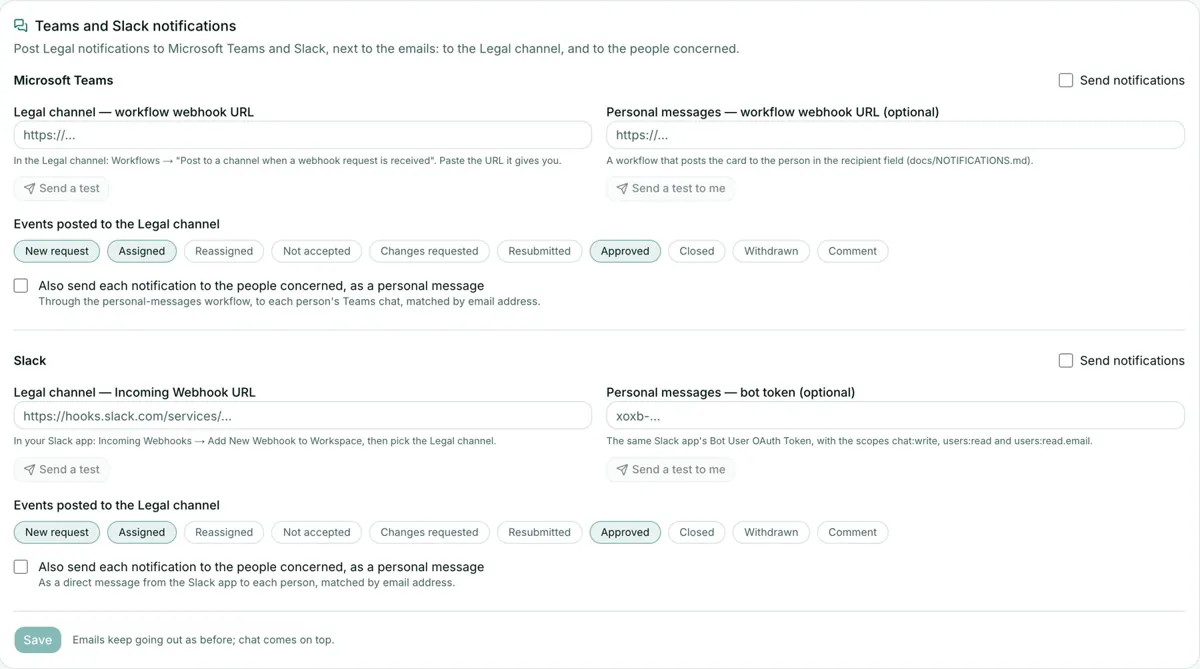 Teams and Slack notifications
Post Legal notifications to Microsoft Teams and Slack, next to the emails: to the Legal channel, and to the people concerned.
Microsoft Teams
Send notifications
Legal channel — workflow webhook URL
Personal messages — workflow webhook URL (optional)
https://...
https://...
In the Legal channel: Workflows → "Post to a channel when a webhook request is received". Paste the URL it gives you.
A workflow that posts the card to the person in the recipient field (docs/NOTIFICATIONS.md).
Send a test
Send a test to me
Events posted to the Legal channel
New request Assigned Reassigned Not accepted Changes requested Resubmitted Approved Closed Withdrawn Comment
Also send each notification to the people concerned, as a personal message
Through the personal-messages workflow, to each person's Teams chat, matched by email address.
Slack
Send notifications
Legal channel — Incoming Webhook URL
Personal messages — bot token (optional)
https://hooks.slack.com/services/...
xoxb-...
In your Slack app: Incoming Webhooks → Add New Webhook to Workspace, then pick the Legal channel.
The same Slack app's Bot User OAuth Token, with the scopes chat:write, users:read and users:read.email.
Send a test
Send a test to me
Events posted to the Legal channel
New request Assigned Reassigned Not accepted Changes requested Resubmitted Approved Closed Withdrawn Comment
Also send each notification to the people concerned, as a personal message
As a direct message from the Slack app to each person, matched by email address.
Save
Emails keep going out as before; chat comes on top.